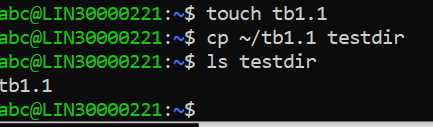 abc@LIN30000221:~$ touch tb1.1
abc@LIN30000221:~$ cp ~/tb1.1 testdir
abc@LIN30000221:~$ ls testdir
tb1.1
abc@LIN30000221:~$